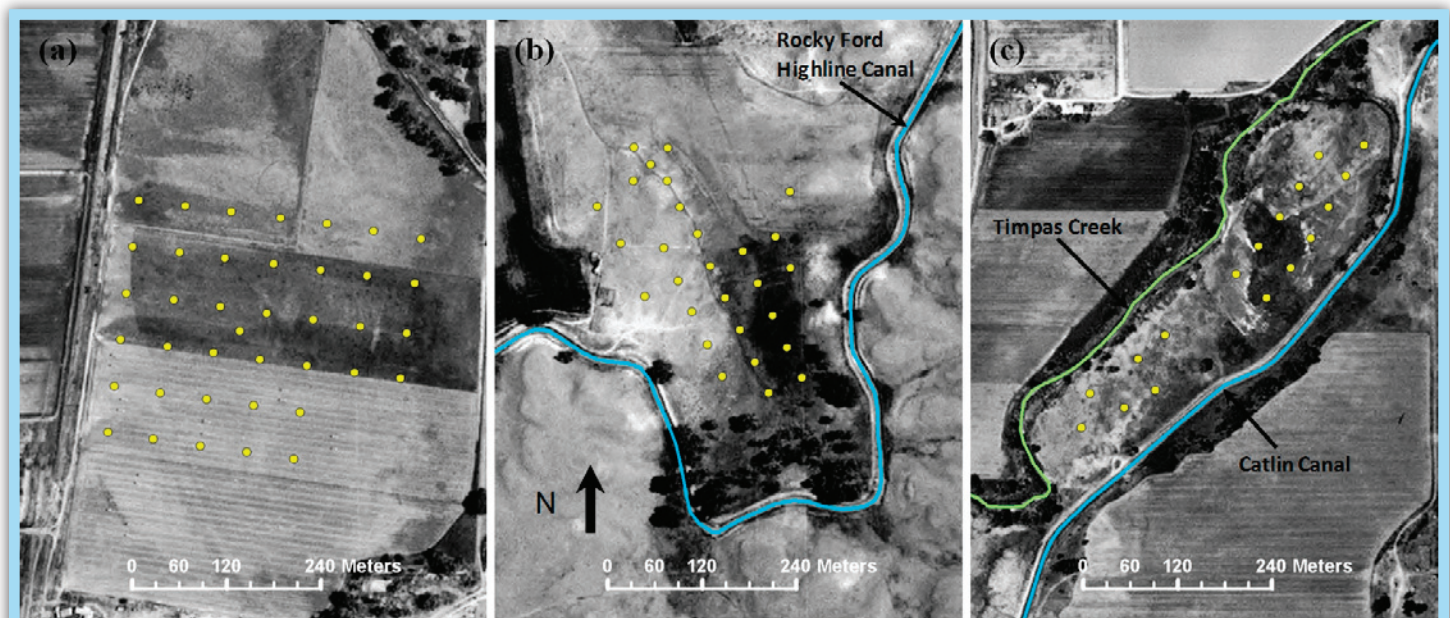 (a)
0 60 120 240 Meters
(b)
Rocky Ford
Highline Canal
N
0 60 120 240 Meters
(c)
Timpas Creek
Catlin Canal
0 60 120 240 Meters